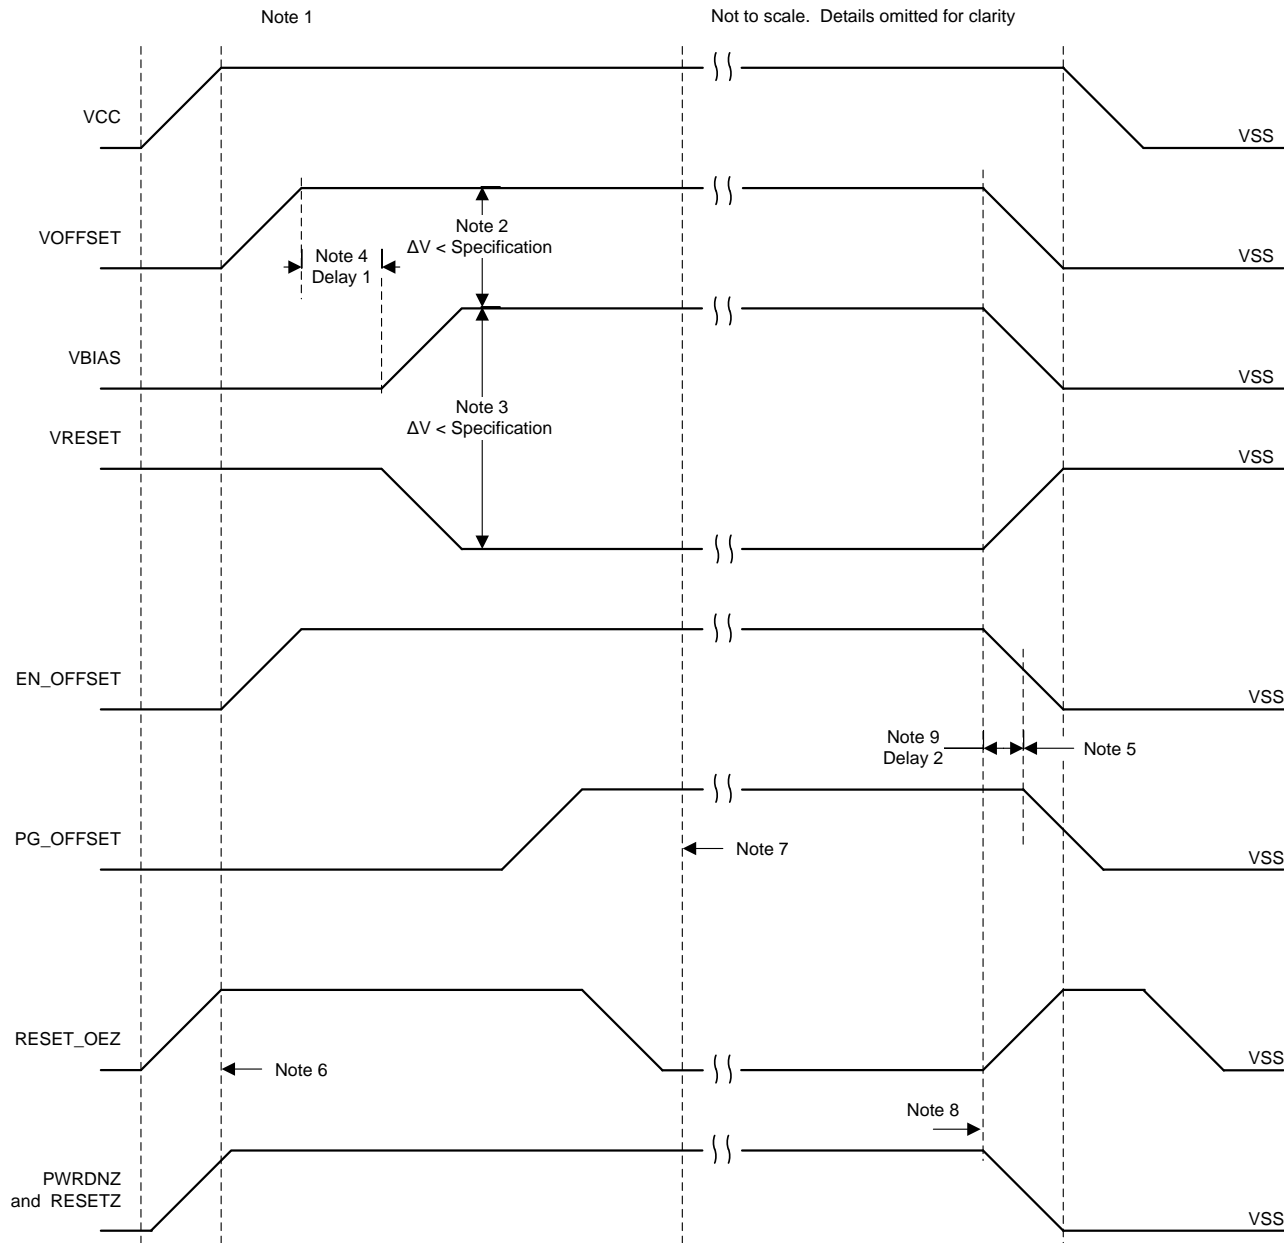 Note 1
Not to scale.  Details omitted for clarity
VCC
VSS
VOFFSET
Note 4
Delay 1
Note 2
ΔV < Specification
VSS
VBIAS
VSS
Note 3
ΔV < Specification
VRESET
VSS
EN_OFFSET
VSS
Note 9
Delay 2
Note 5
PG_OFFSET
Note 7
VSS
RESET_OEZ
Note 6
VSS
Note 8
PWRDNZ
and  RESETZ
VSS